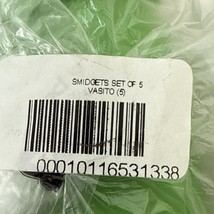 SMIDGETS SET OF 5
VASITO (5)
00010116531338